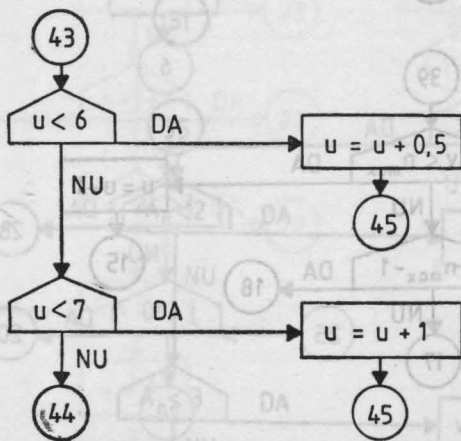 43
u < 6 DA u = u + 0,5
NU 45
u < 7 DA u = u + 1
NU
44 45